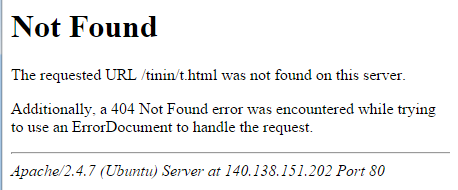 Not Found
The requested URL /tinin/t.html was not found on this server.
Additionally, a 404 Not Found error was encountered while trying
to use an ErrorDocument to handle the request.
Apache/2.4.7 (Ubuntu) Server at 140.138.151.202 Port 80